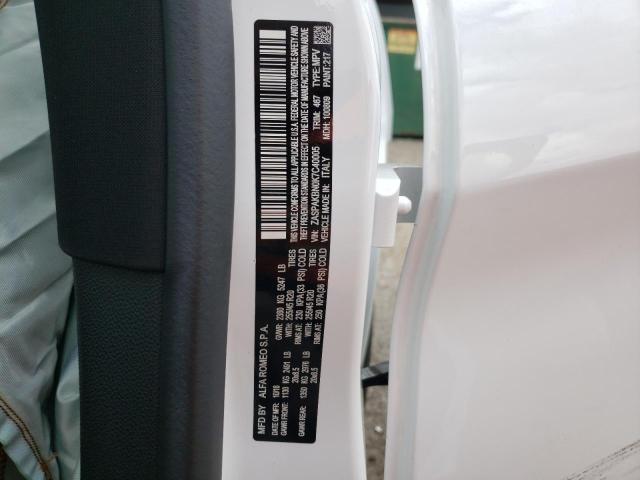 MFD BY ALFA ROMEO S.P.A.
DATE OF MFR: 10/18 GVWR: 2380 KG 5247 LB
GAWR FRONT: 1130 KG 2491 LB WITH: 255/45 R20 TIRES
20x8.5 RIMS AT: 230 KPA(33 PSI) COLD
GAWR REAR: 1350 KG 2976 LB WITH: 255/45 R20 TIRES
20x8.5 RIMS AT: 250 KPA(36 PSI) COLD
THIS VEHICLE CONFORMS TO ALL APPLICABLE U.S.A. FEDERAL MOTOR VEHICLE SAFETY AND
THEFT PREVENTION STANDARDS IN EFFECT ON THE DATE OF MANUFACTURE SHOWN ABOVE
VIN: ZASPAKBN0K7C40005 TRIM: 467 TYPE: MPV
VEHICLE MADE IN: ITALY MDH: 100809 PAINT: 217